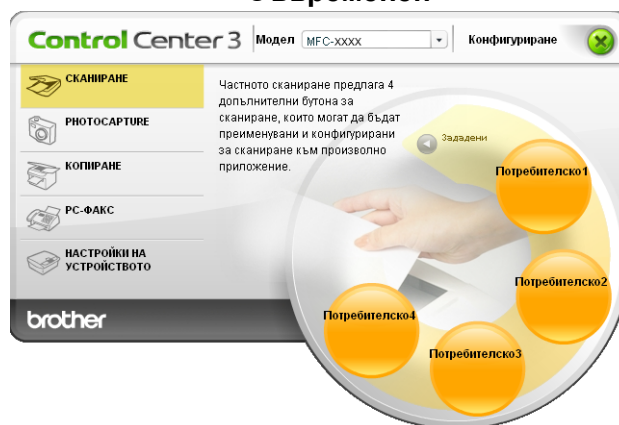 Control Center 3 Модел MFC-XXXX Конфигуриране
СКАНИРАНЕ
PHOTOCAPTURE
КОПИРАНЕ
PC-ФАКС
НАСТРОЙКИ НА
УСТРОЙСТВОТО
Частното сканиране предлага 4
допълнителни бутона за
сканиране, които могат да бъдат
преименувани и конфигурирани
за сканиране към произволно
приложение.
Зададени
Потребителско1
Потребителско2
Потребителско3
Потребителско4
brother